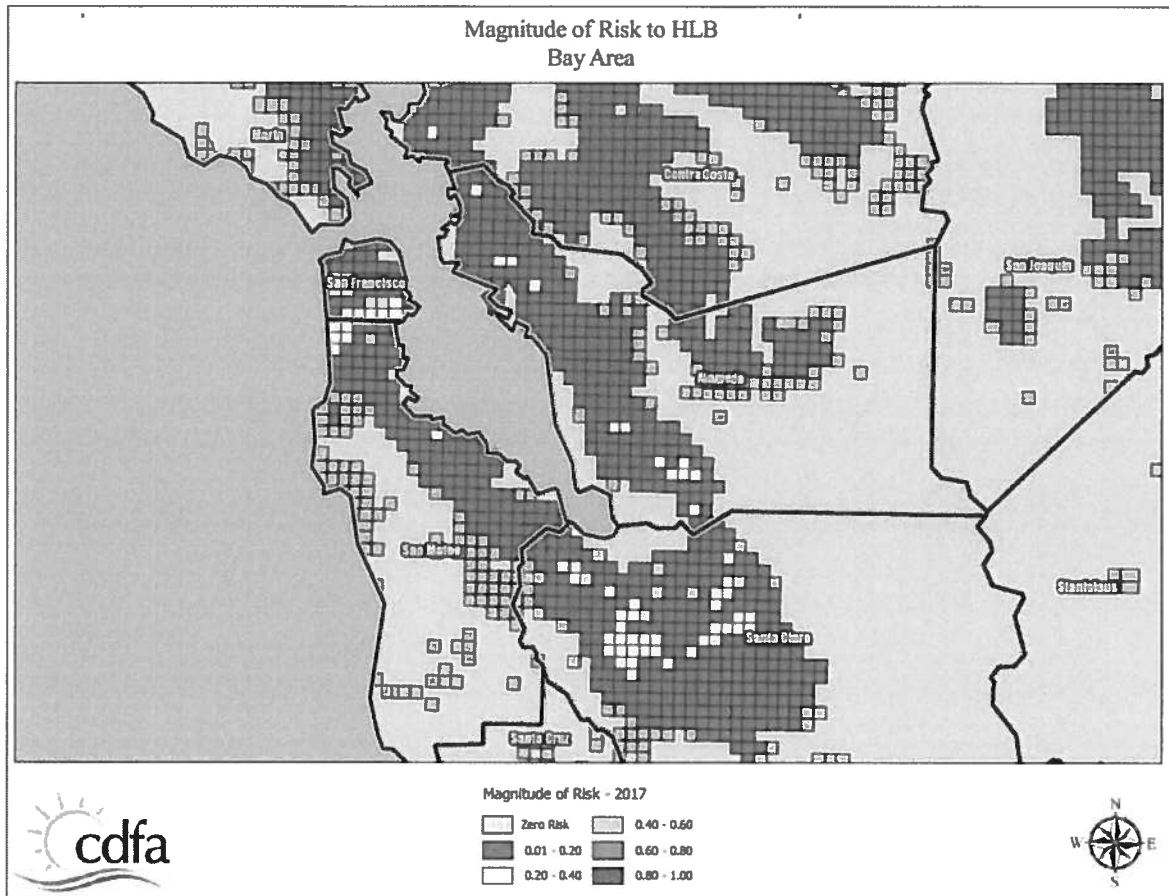 Magnitude of Risk to HLB
Bay Area
Marin
Contra Costa
San Francisco
San Joaquin
Alameda
San Mateo
Stanislaus
Santa Clara
Santa Cruz
Magnitude of Risk - 2017
Zero Risk
0.01 - 0.20
0.20 - 0.40
0.40 - 0.60
0.60 - 0.80
0.80 - 1.00
cdfa
N
W
E
S